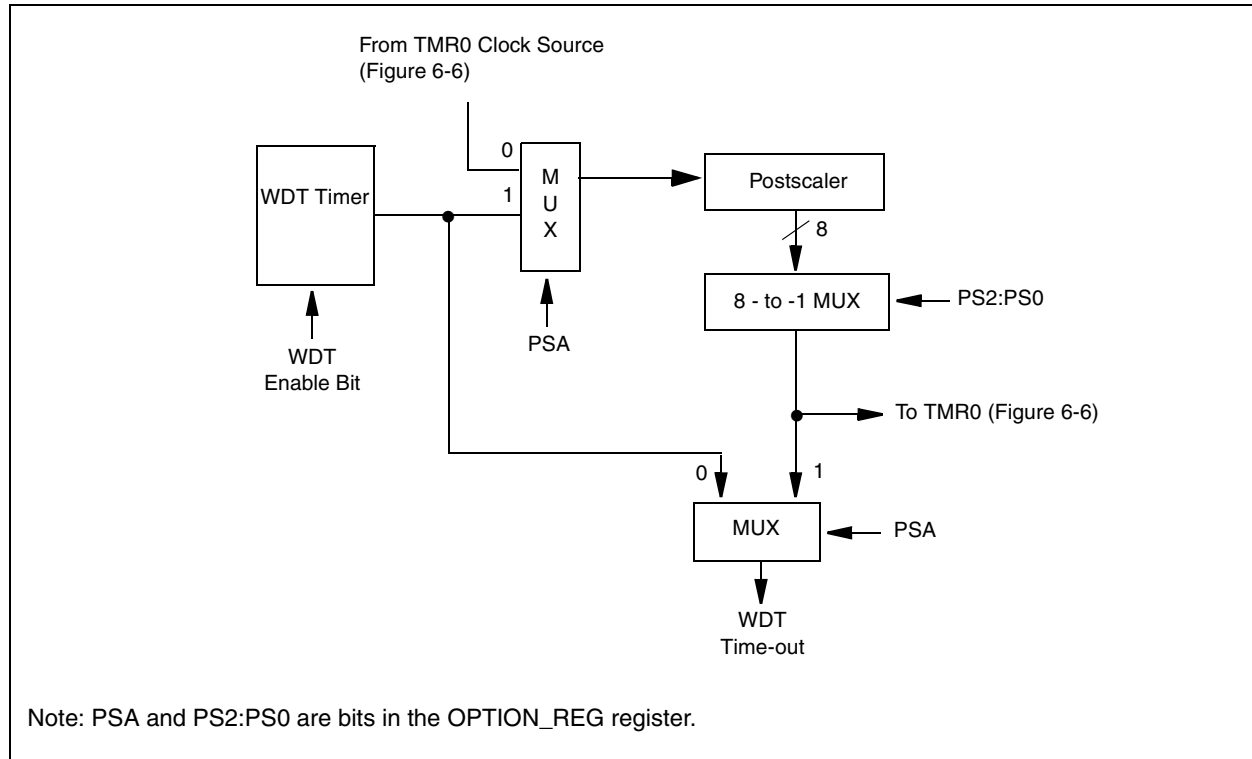 From TMR0 Clock Source
(Figure 6-6)
0
M
U
X
1
WDT Timer
Postscaler
8
8 - to -1 MUX
PS2:PS0
PSA
WDT
Enable Bit
To TMR0 (Figure 6-6)
0
1
MUX
PSA
WDT
Time-out
Note: PSA and PS2:PS0 are bits in the OPTION_REG register.